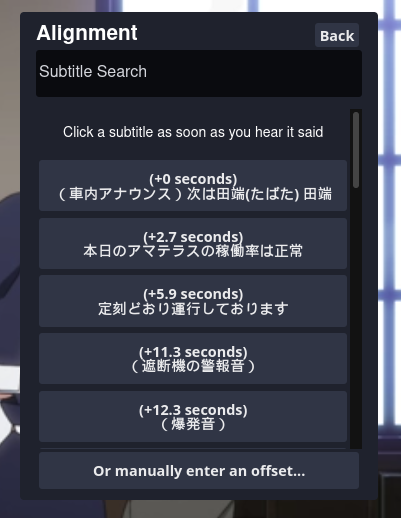 Alignment
Back
Subtitle Search
Click a subtitle as soon as you hear it said
(+0 seconds)
（車内アナウンス）次は田端(たばた) 田端
(+2.7 seconds)
本日のアマテラスの稼働率は正常
(+5.9 seconds)
定刻どおり運行しております
(+11.3 seconds)
（遮断機の警報音）
(+12.3 seconds)
（爆発音）
Or manually enter an offset...